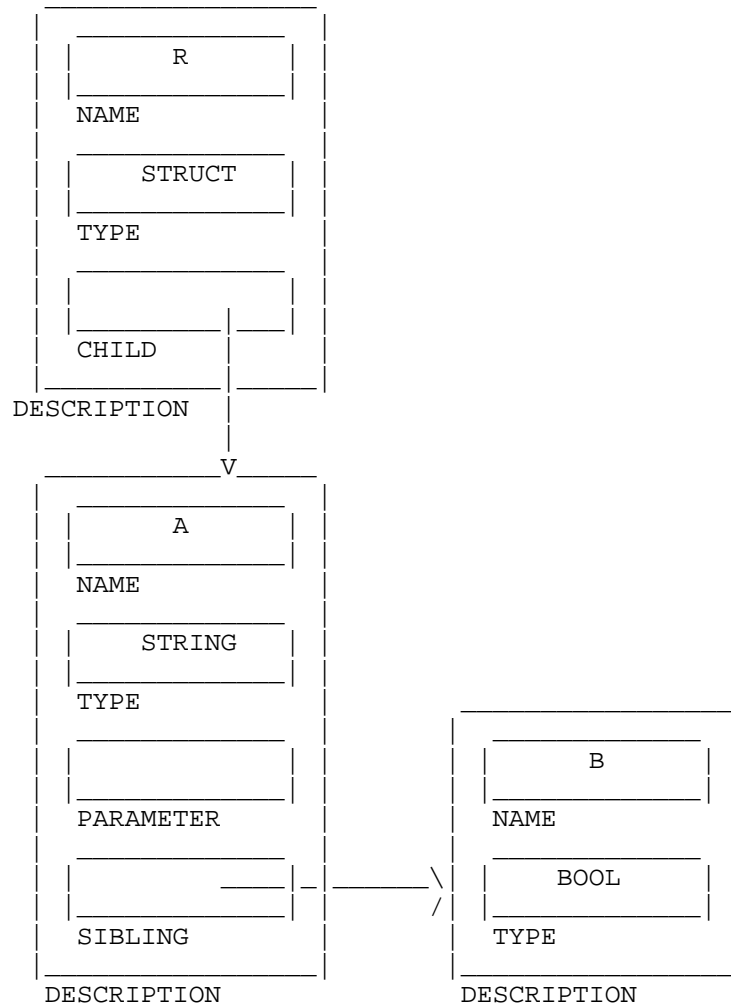 R
NAME
STRUCT
TYPE
CHILD
DESCRIPTION
A
NAME
STRING
TYPE
B
PARAMETER NAME
BOOL
SIBLING TYPE
DESCRIPTION DESCRIPTION